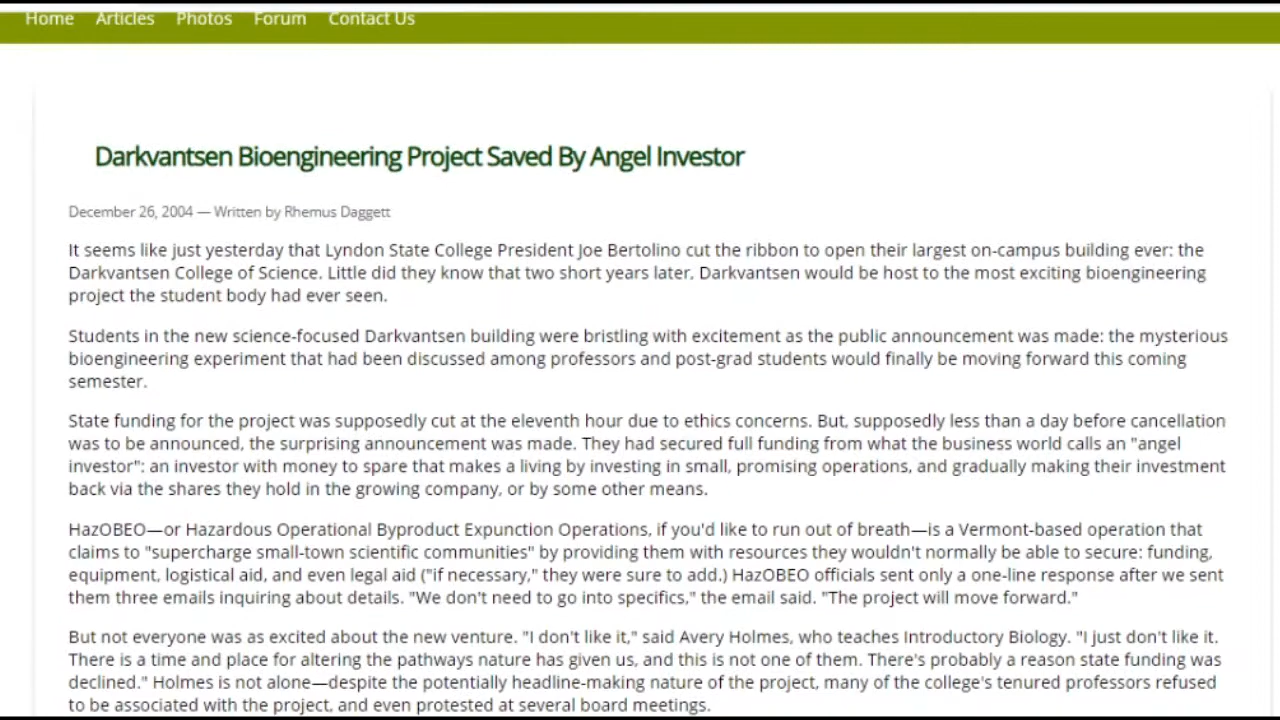 Home Articles Photos Forum Contact Us
Darkvantsen Bioengineering Project Saved By Angel Investor
December 26, 2004 — Written by Rhemus Daggett
It seems like just yesterday that Lyndon State College President Joe Bertolino cut the ribbon to open their largest on-campus building ever: the
Darkvantsen College of Science. Little did they know that two short years later, Darkvantsen would be host to the most exciting bioengineering
project the student body had ever seen.
Students in the new science-focused Darkvantsen building were bristling with excitement as the public announcement was made: the mysterious
bioengineering experiment that had been discussed among professors and post-grad students would finally be moving forward this coming
semester.
State funding for the project was supposedly cut at the eleventh hour due to ethics concerns. But, supposedly less than a day before cancellation
was to be announced, the surprising announcement was made. They had secured full funding from what the business world calls an "angel
investor": an investor with money to spare that makes a living by investing in small, promising operations, and gradually making their investment
back via the shares they hold in the growing company, or by some other means.
HazOBEO—or Hazardous Operational Byproduct Expunction Operations, if you'd like to run out of breath—is a Vermont-based operation that
claims to "supercharge small-town scientific communities" by providing them with resources they wouldn't normally be able to secure: funding,
equipment, logistical aid, and even legal aid ("if necessary," they were sure to add.) HazOBEO officials sent only a one-line response after we sent
them three emails inquiring about details. "We don't need to go into specifics," the email said. "The project will move forward."
But not everyone was as excited about the new venture. "I don't like it," said Avery Holmes, who teaches Introductory Biology. "I just don't like it.
There is a time and place for altering the pathways nature has given us, and this is not one of them. There's probably a reason state funding was
declined." Holmes is not alone—despite the potentially headline-making nature of the project, many of the college's tenured professors refused
to be associated with the project, and even protested at several board meetings.